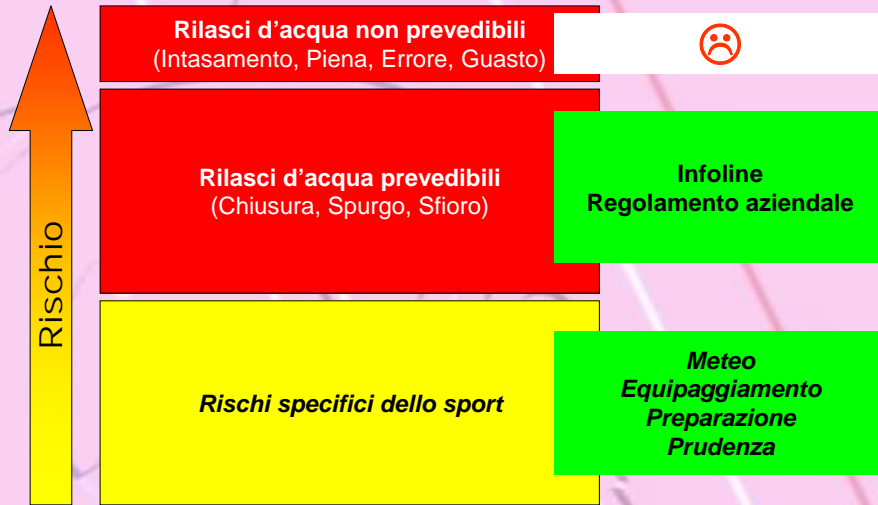 Rilasci d'acqua non prevedibili
(Intasamento, Piena, Errore, Guasto)
Rilasci d'acqua prevedibili
(Chiusura, Spurgo, Sfioro)
Infoline
Regolamento aziendale
Rischio
Rischi specifici dello sport
Meteo
Equipaggiamento
Preparazione
Prudenza